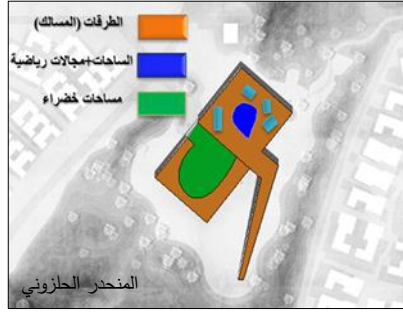 الطرقات (المسالك)
الساحات+مجالات رياضية
مساحات خضراء
المنحدر الحلزوني